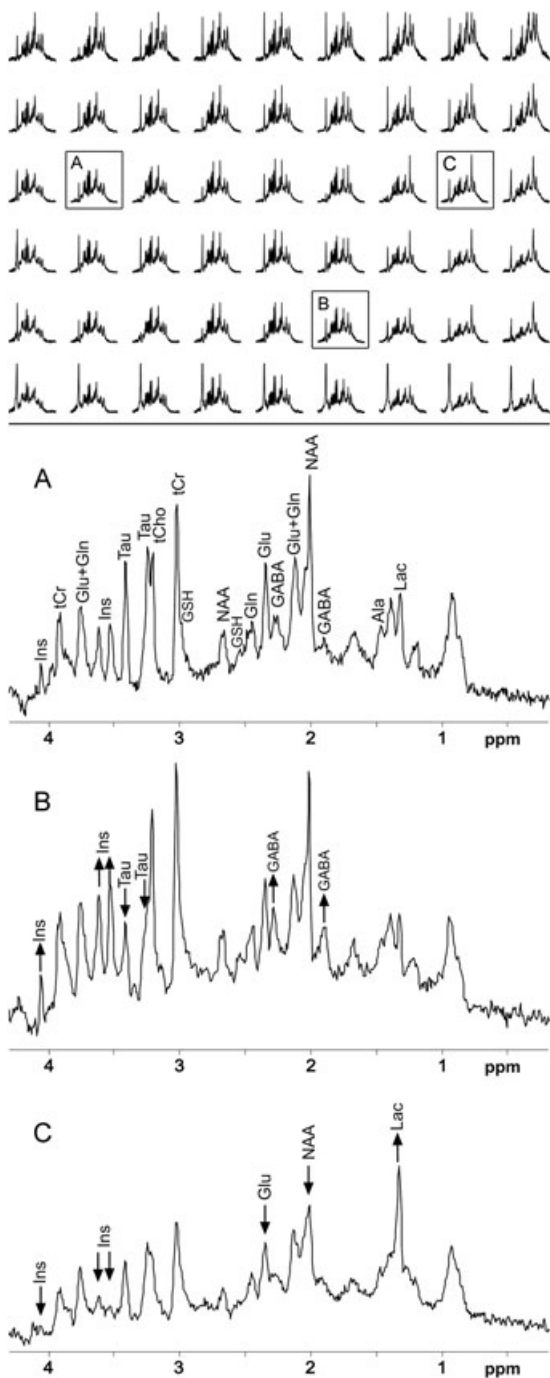 A
C
B
A
Ins
tCr
Glu+Gln
Ins
Tau
Tau
tCho
tCr
GSH
NAA
GSH
Gln
Glu
GABA
Glu+Gln
NAA
GABA
Ala
Lac
4 3 2 1 ppm
B
Ins
Ins
Tau
Tau
GABA
GABA
4 3 2 1 ppm
C
Ins
Ins
Glu
NAA
Lac
4 3 2 1 ppm